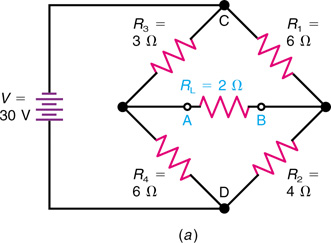 C
R3 =
3 Ω
R1 =
6 Ω
RL = 2 Ω
V =
30 V
A
B
R4 =
6 Ω
R2 =
4 Ω
D
(a)